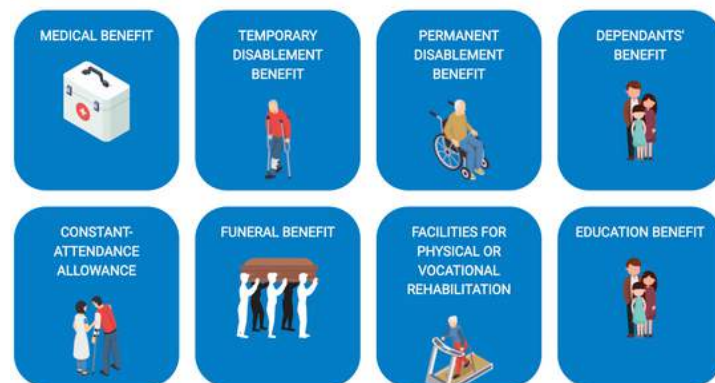 MEDICAL BENEFIT
TEMPORARY
DISABLEMENT
BENEFIT
PERMANENT
DISABLEMENT
BENEFIT
DEPENDANTS'
BENEFIT
CONSTANT-
ATTENDANCE
ALLOWANCE
FUNERAL BENEFIT
FACILITIES FOR
PHYSICAL OR
VOCATIONAL
REHABILITATION
EDUCATION BENEFIT